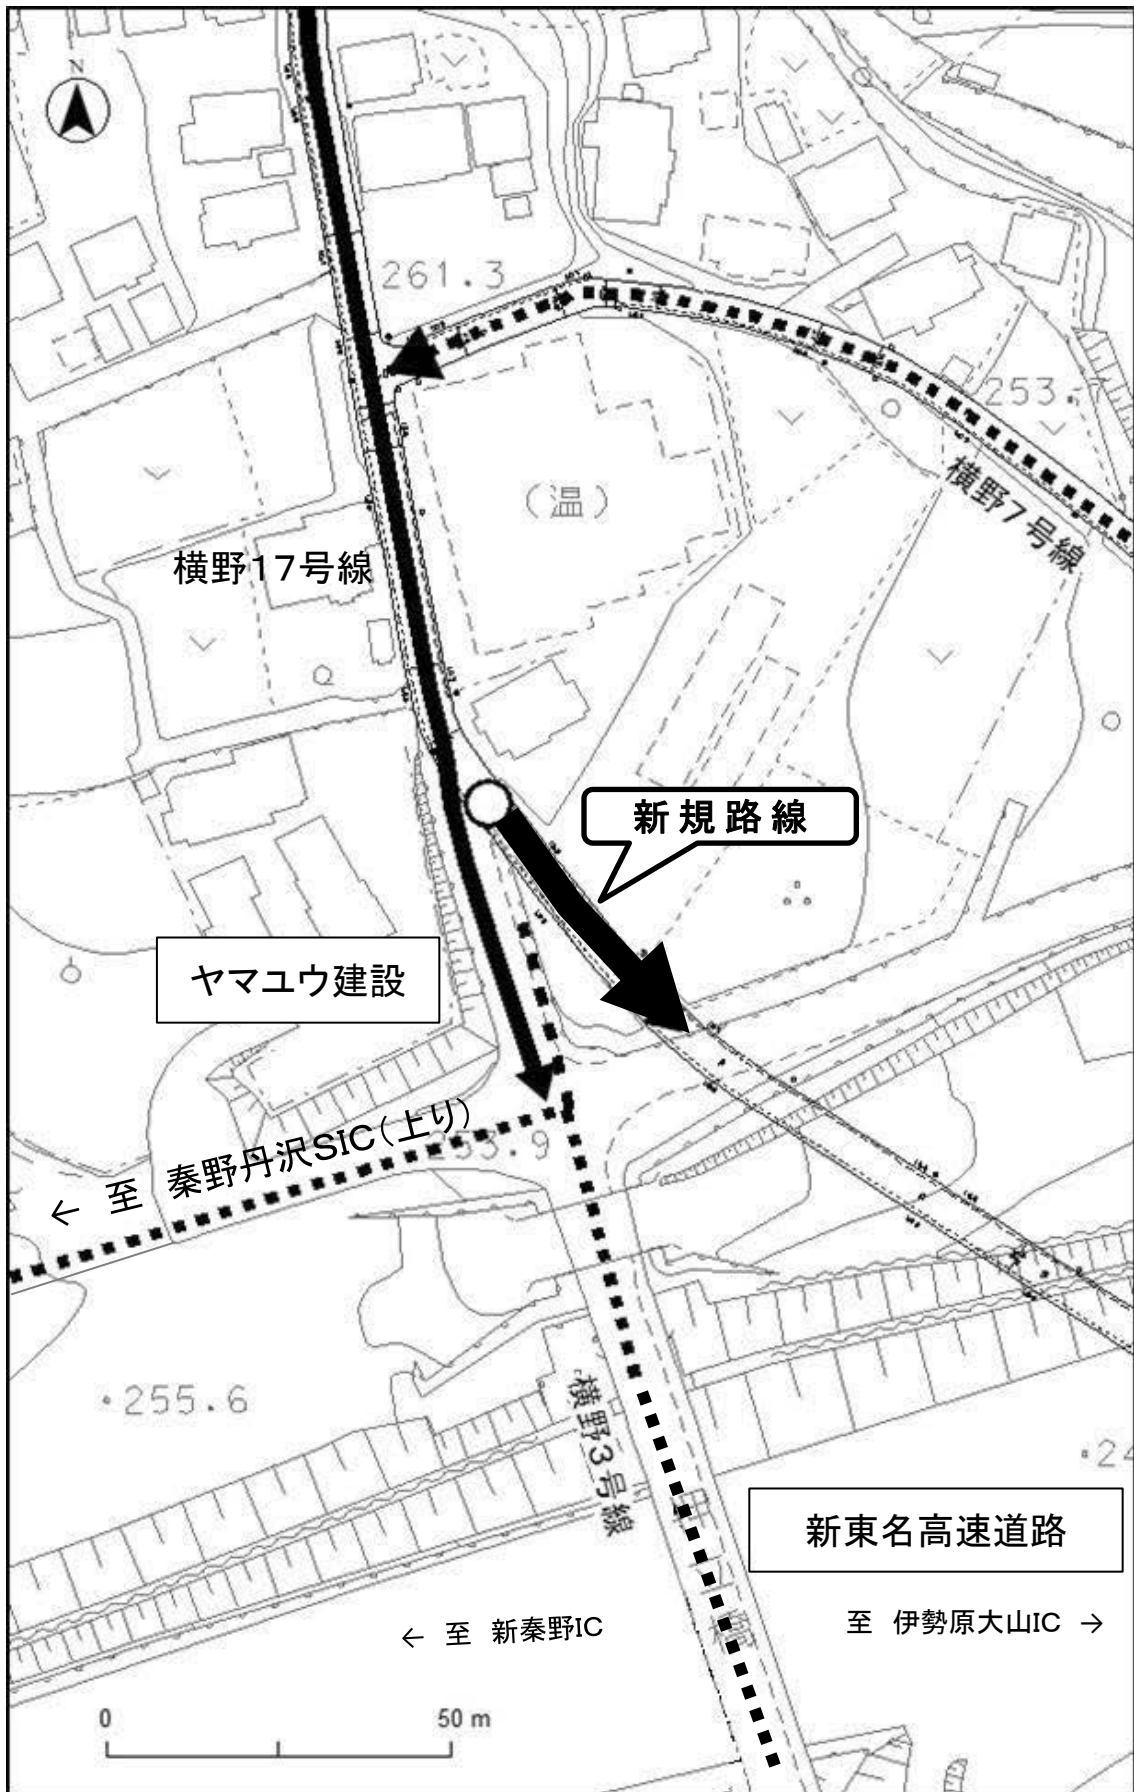 N
261.3
253.7
(温)
横野7号線
横野17号線
新規路線
ヤマユウ建設
← 至 秦野丹沢SIC(上り)
253.9
255.6
横野3号線
24
新東名高速道路
← 至 新秦野IC
至 伊勢原大山IC →
0
50 m